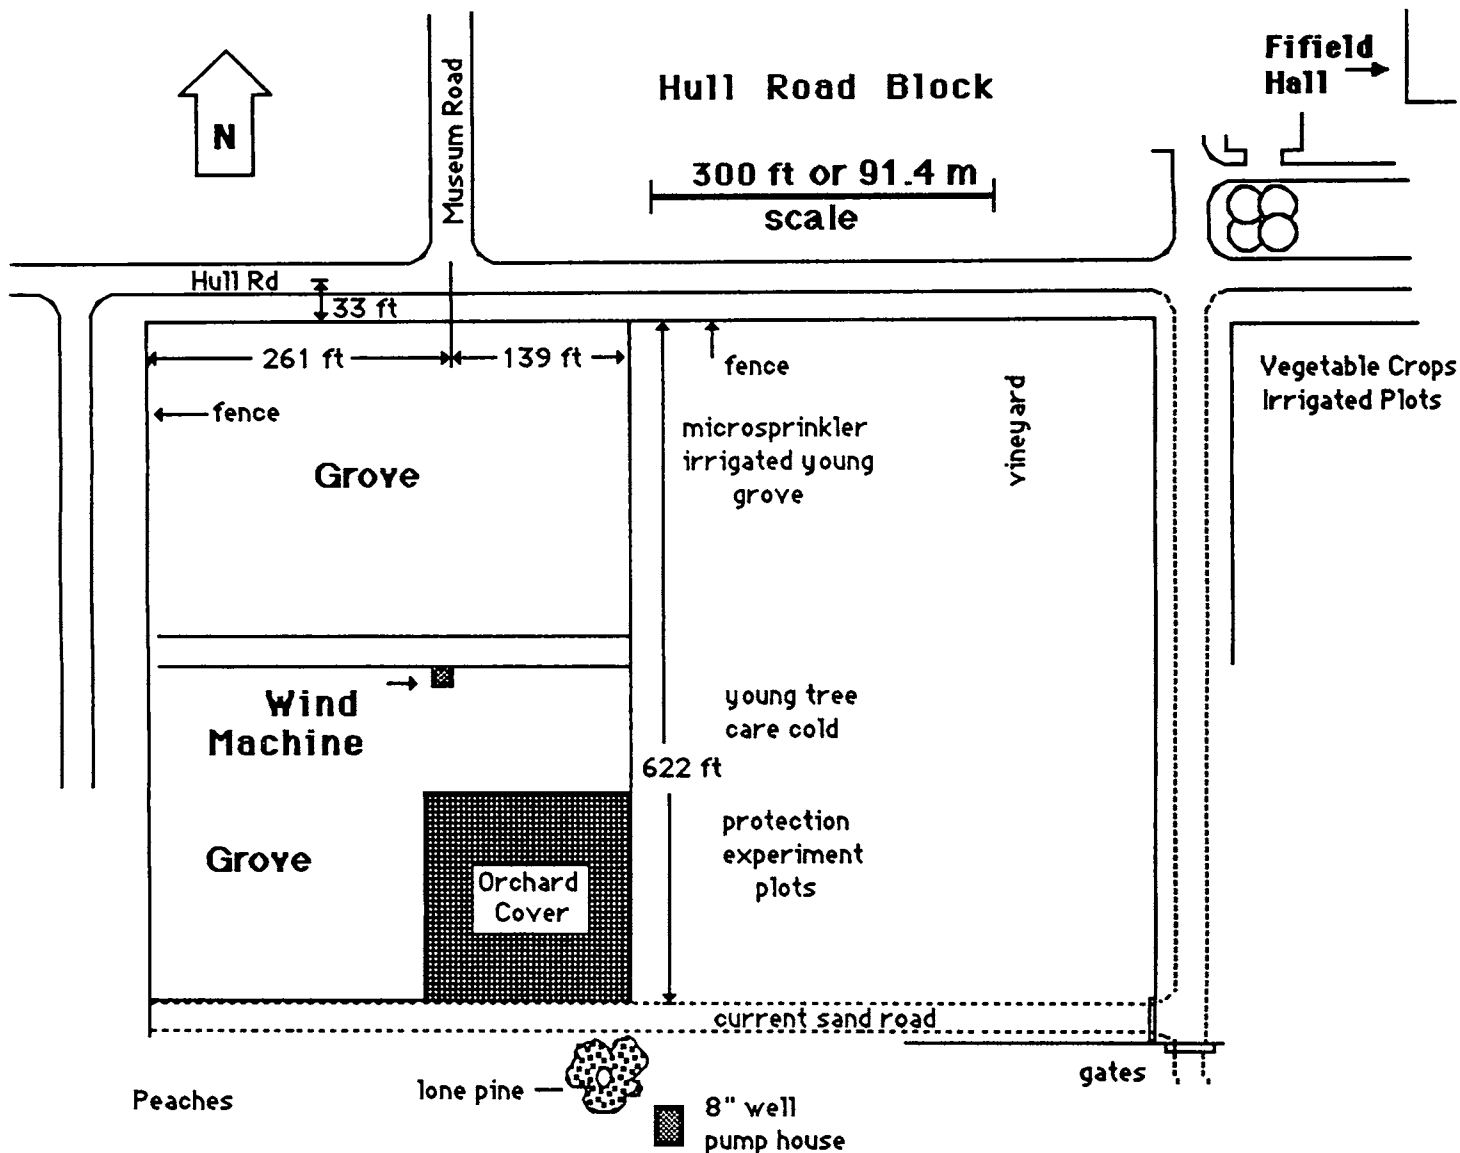 Fifield
Hall
N
Museum Road
Hull Road Block
300 ft or 91.4 m
scale
Hull Rd
33 ft
261 ft
139 ft
fence
fence
Vegetable Crops
Irrigated Plots
microsprinkler
irrigated young
grove
vineyard
Grove
Wind
Machine
young tree
care cold
622 ft
protection
experiment
plots
Grove
Orchard
Cover
current sand road
gates
lone pine
Peaches
8" well
pump house